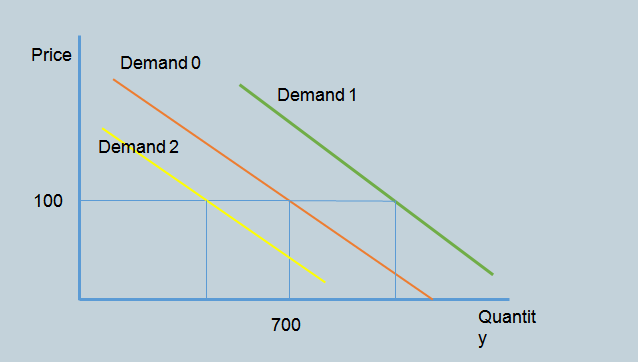 Price
Demand 0
Demand 1
Demand 2
100
700
Quantit
y